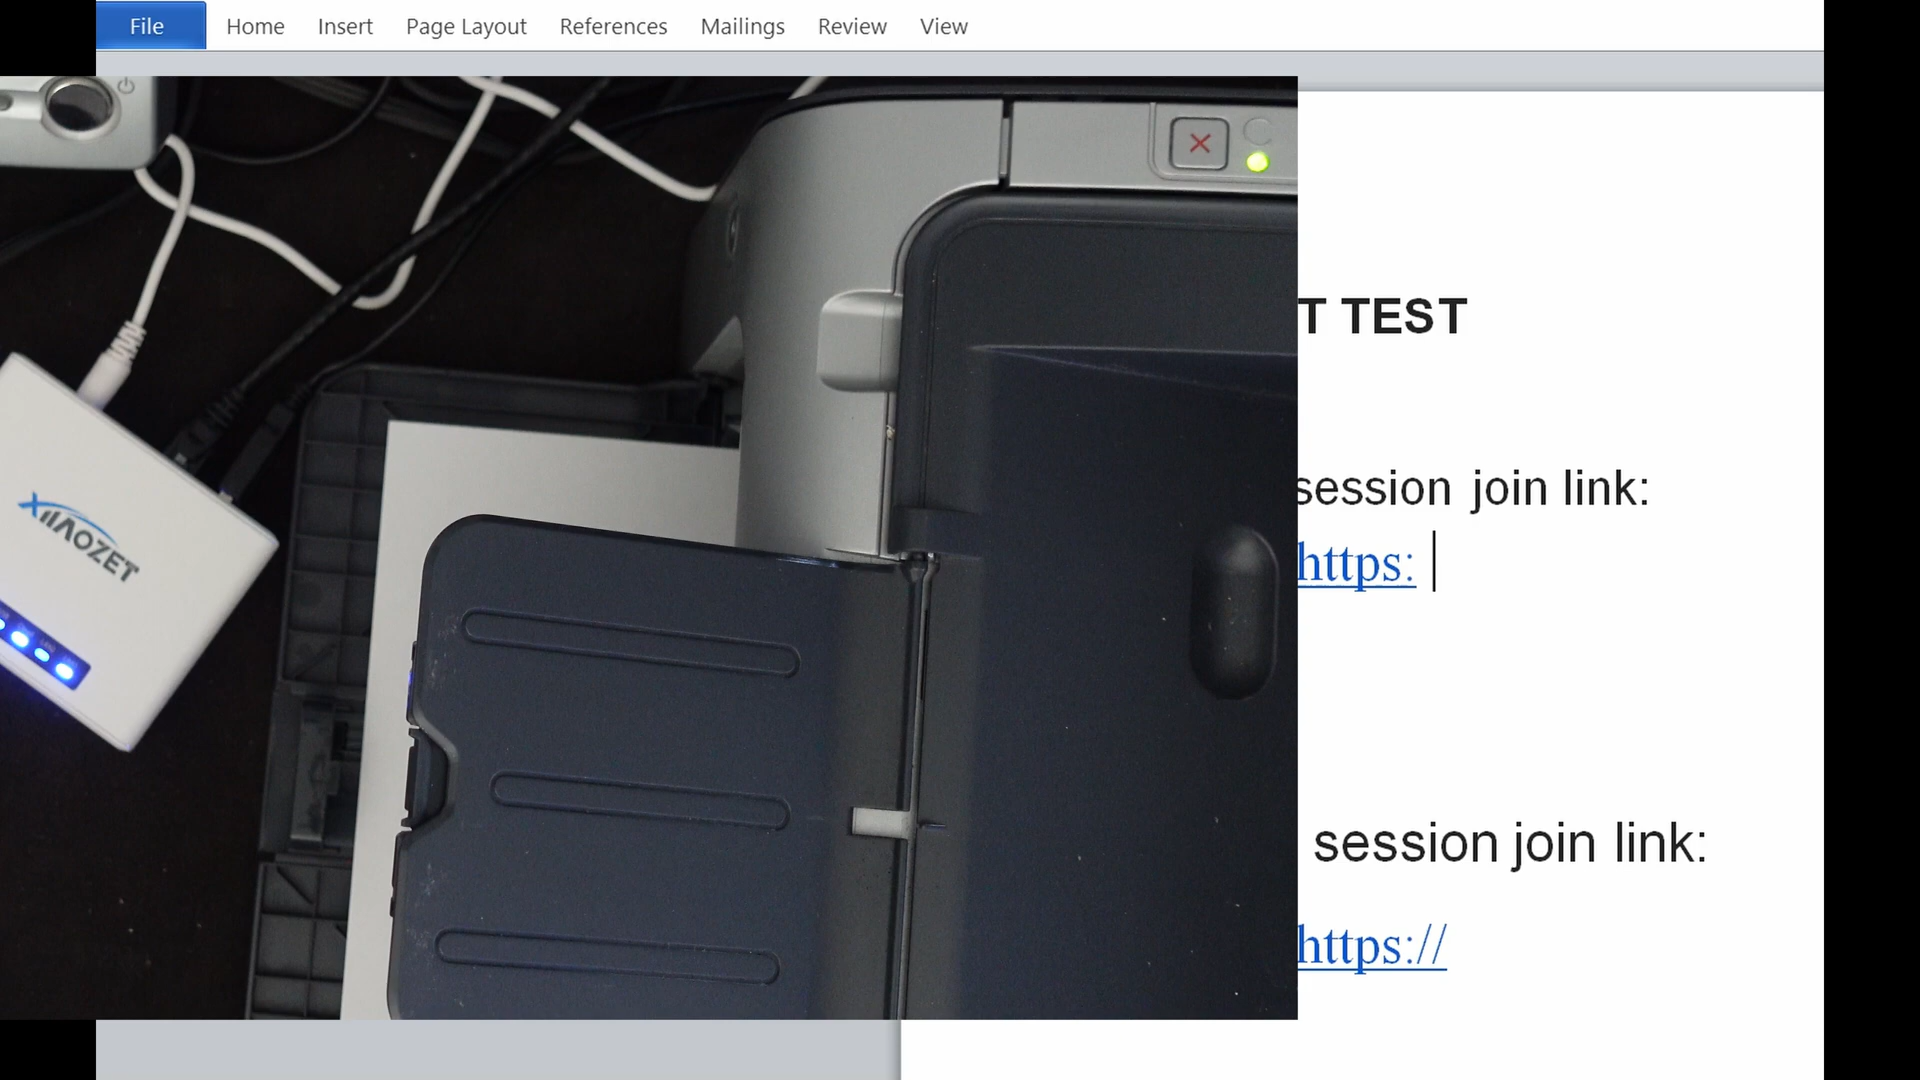 File Home Insert Page Layout References Mailings Review View
T TEST
session join link:
https:
session join link:
https://
XIIAOZET